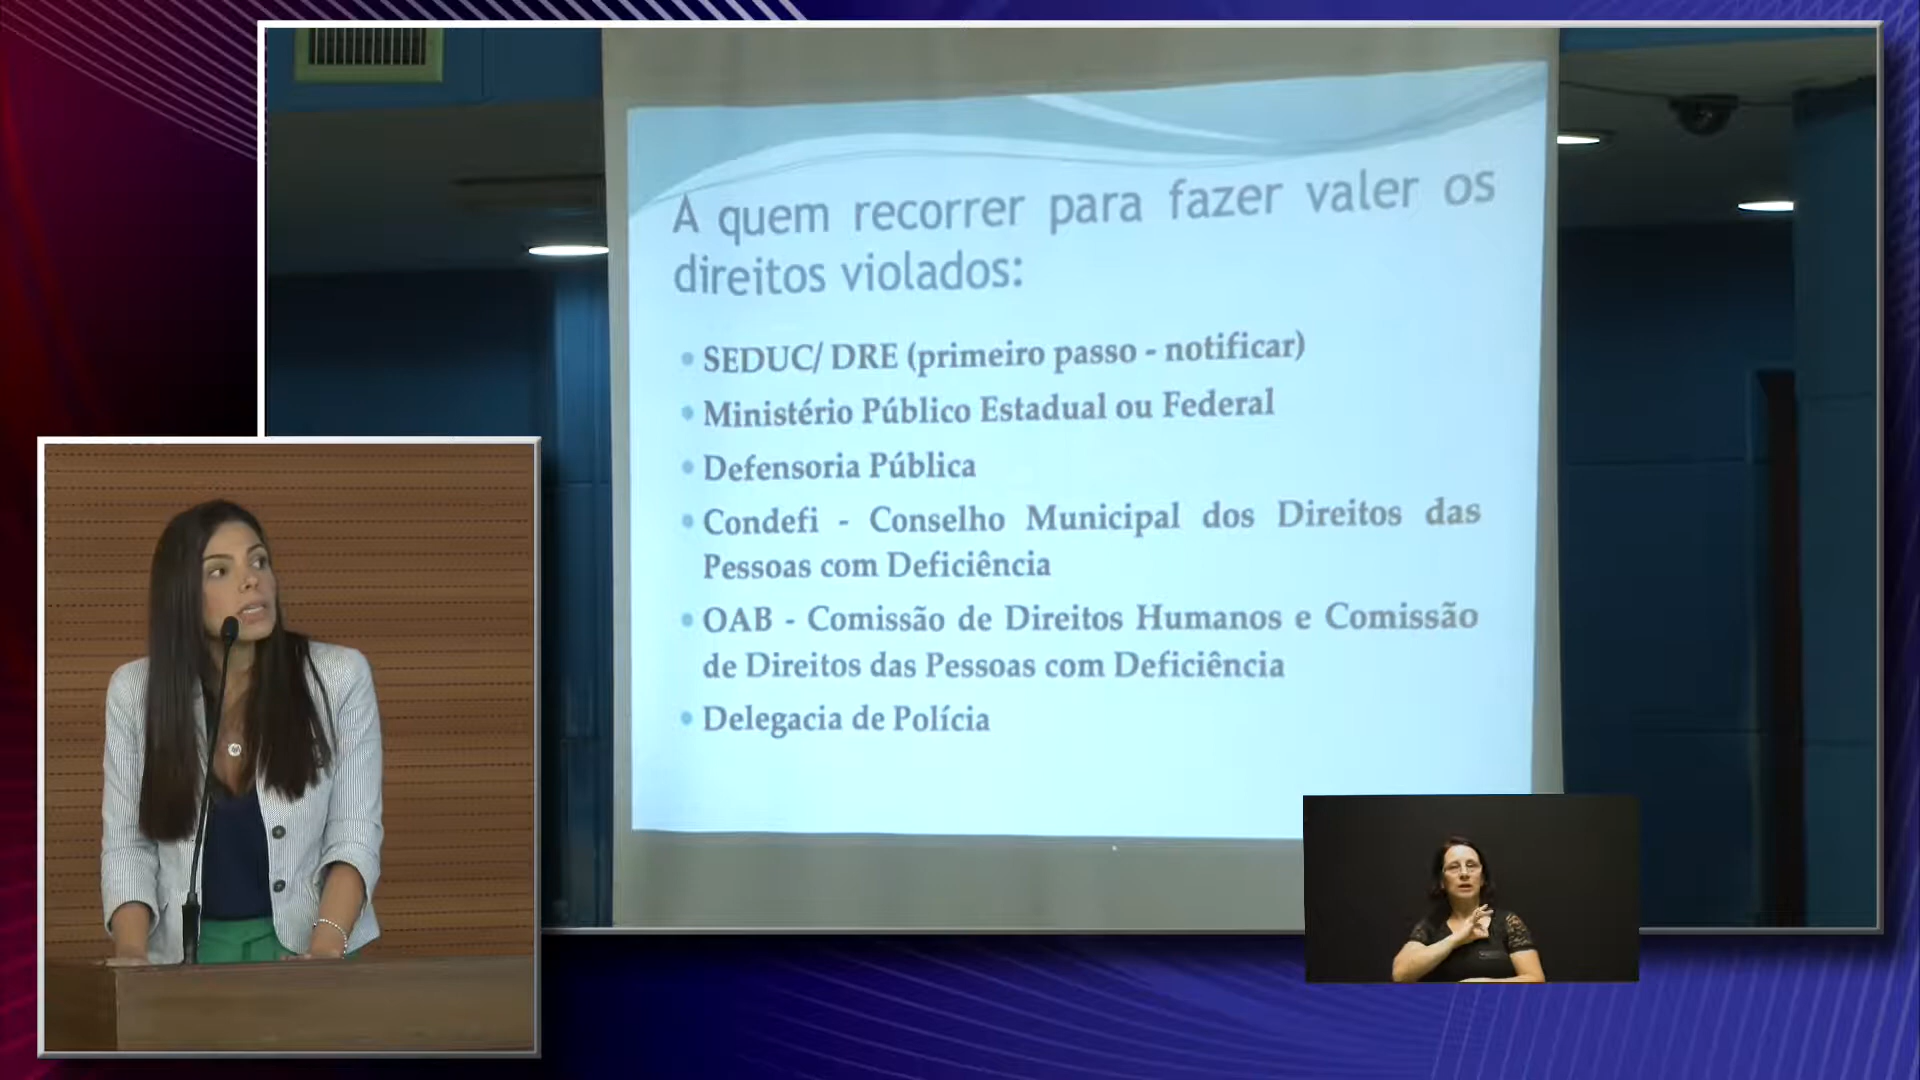 A quem recorrer para fazer valer os
direitos violados:
SEDUC/ DRE (primeiro passo - notificar)
Ministério Público Estadual ou Federal
Defensoria Pública
Condefi - Conselho Municipal dos Direitos das
Pessoas com Deficiência
OAB - Comissão de Direitos Humanos e Comissão
de Direitos das Pessoas com Deficiência
Delegacia de Polícia